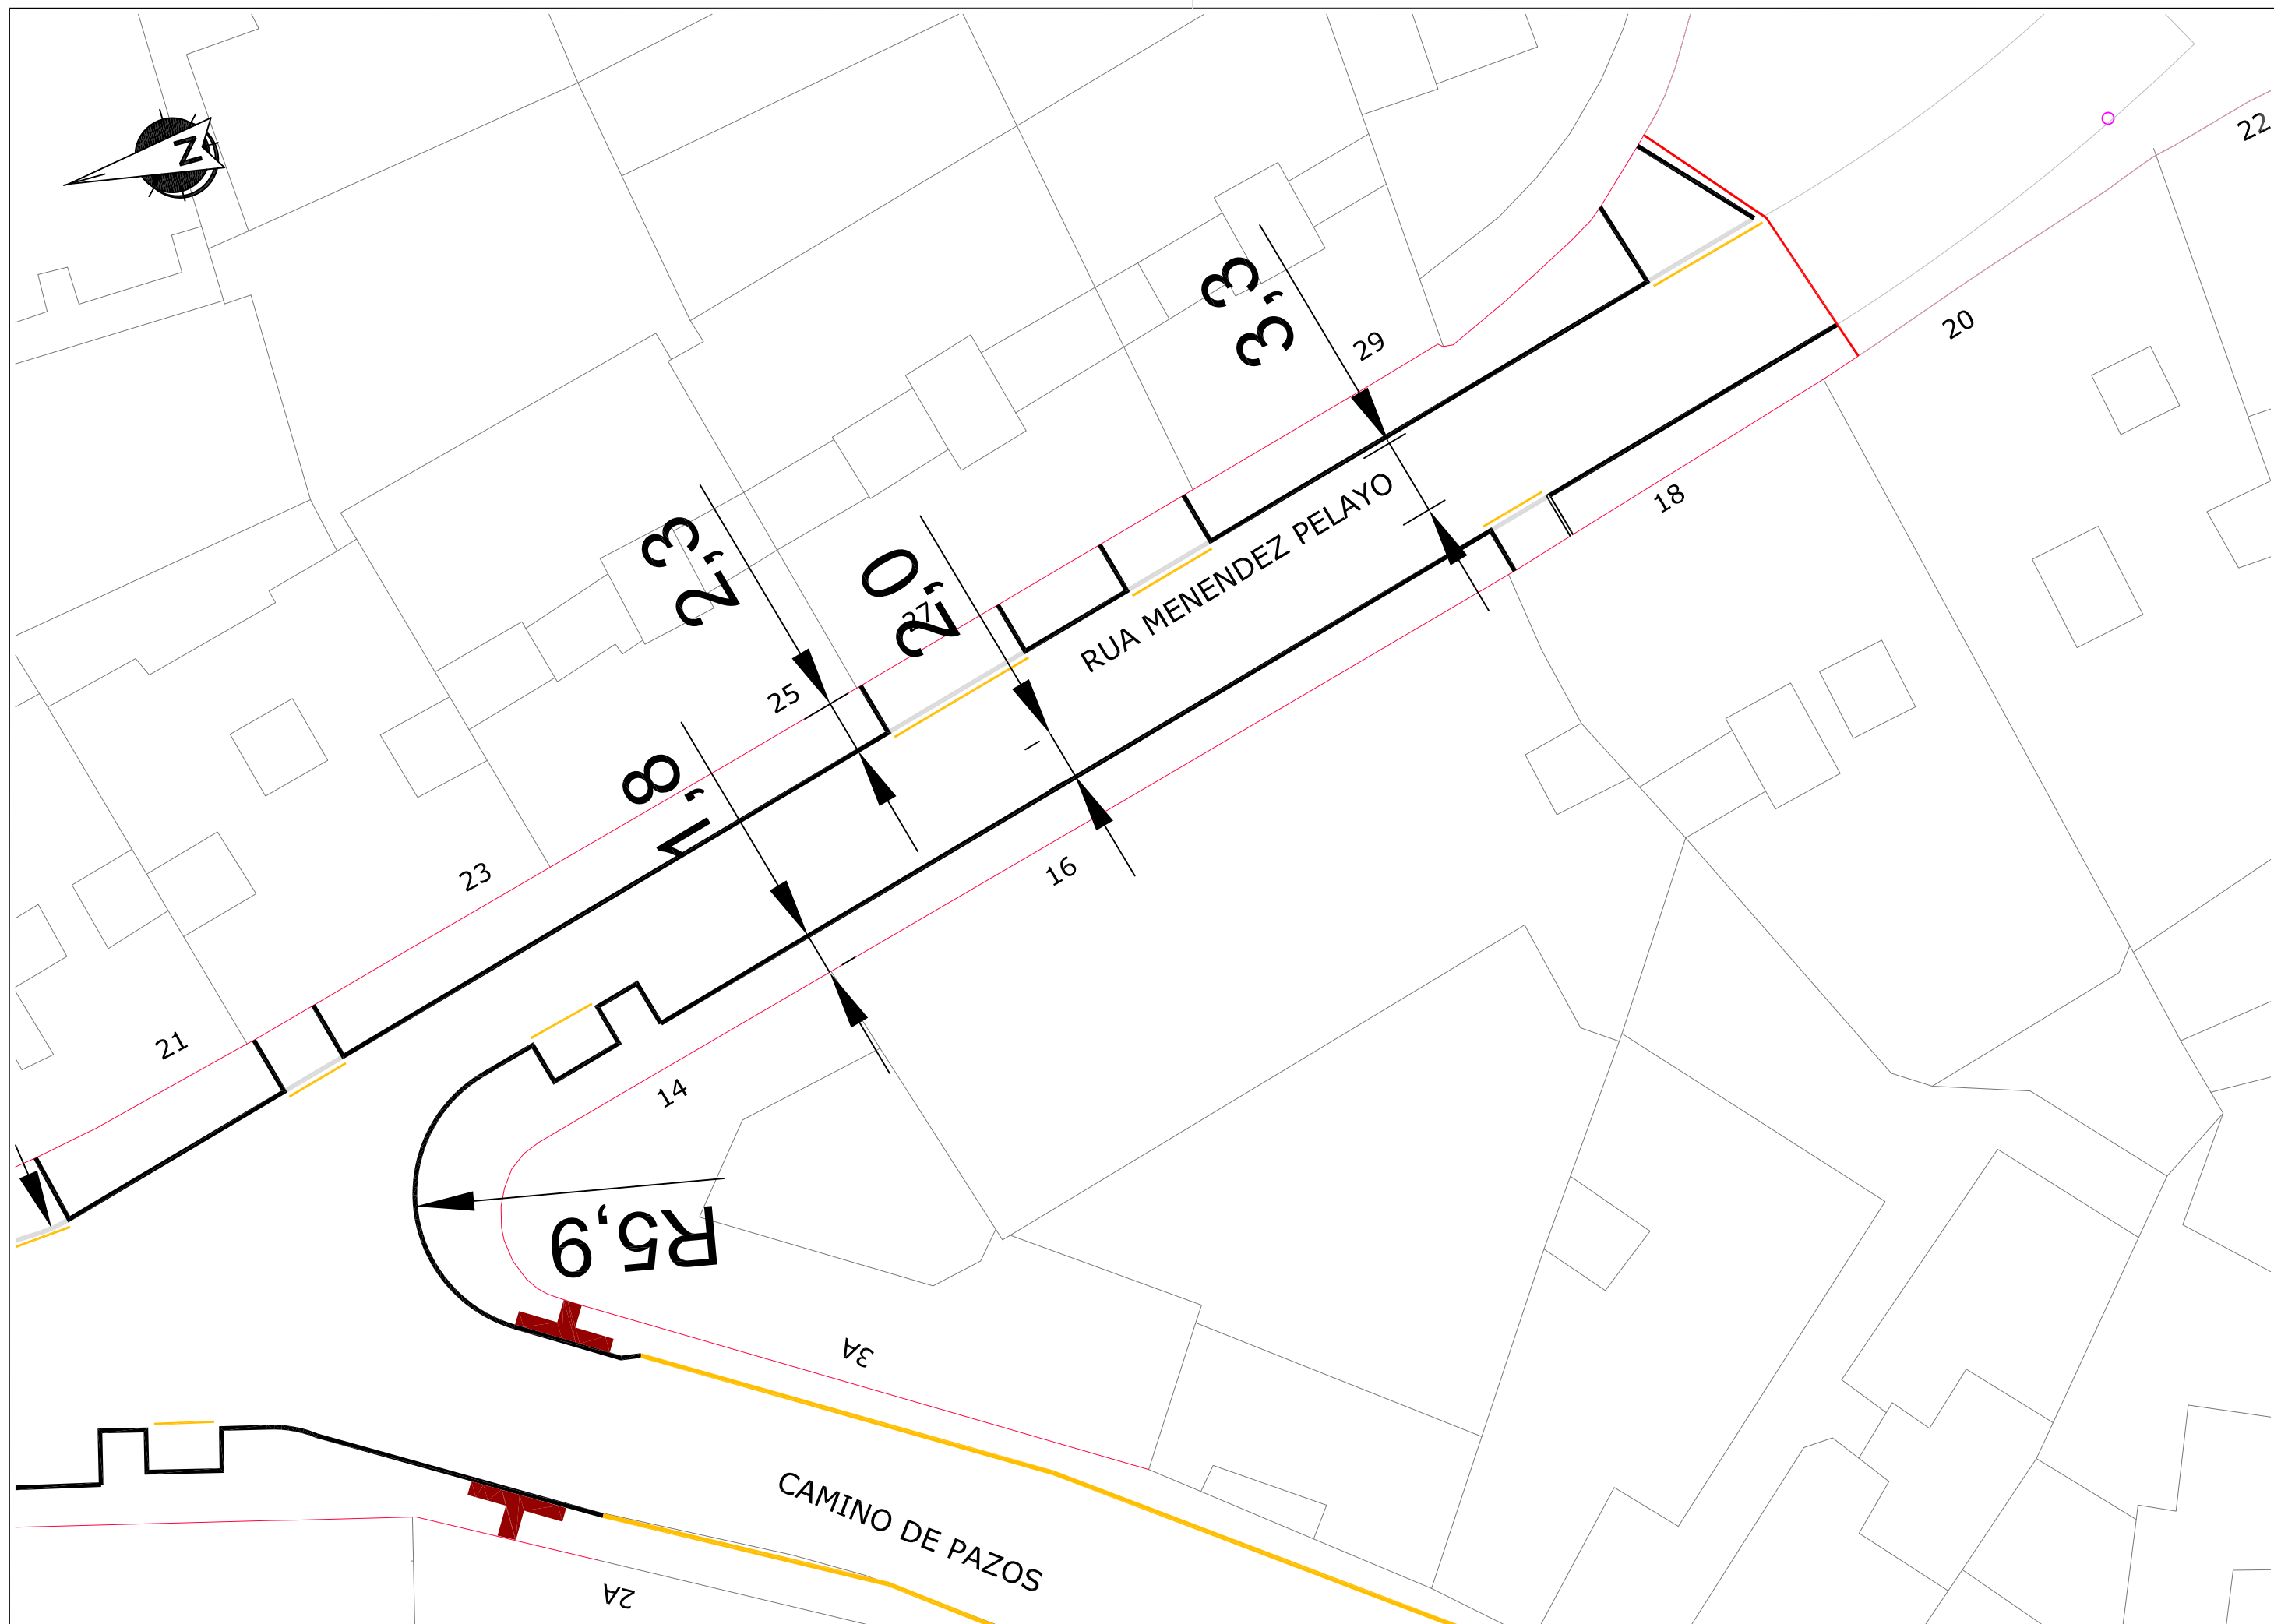 N
22
20
3,3
29
18
RUA MENENDEZ PELAYO
2,3
2,0
27
25
1,8
16
23
21
14
R5,9
3A
CAMINO DE PAZOS
2A